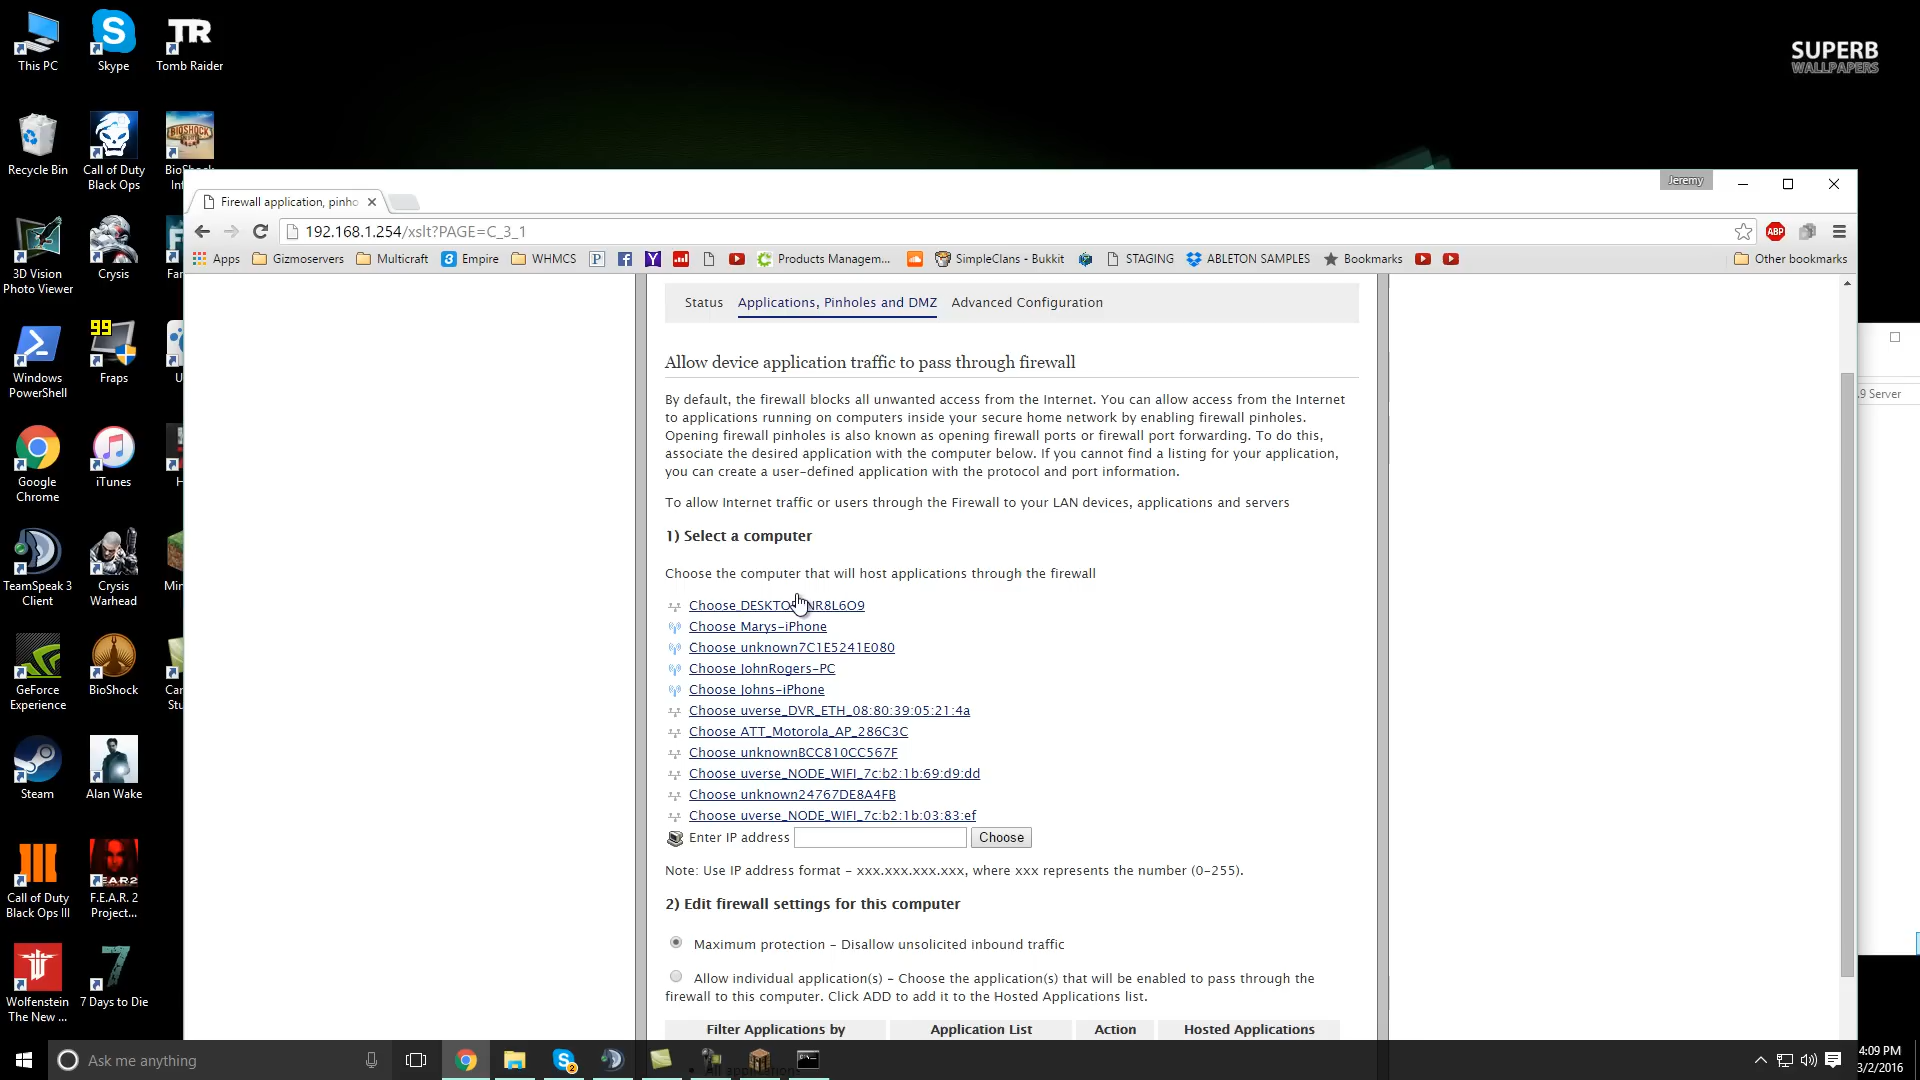 This PC
Skype
TR
Tomb Raider
SUPERB
WALLPAPERS
Recycle Bin
Call of Duty
Black Ops
BIOSHOCK
3D Vision
Photo Viewer
Crysis
Windows
PowerShell
99
Fraps
Google
Chrome
iTunes
TeamSpeak 3
Client
Crysis
Warhead
GeForce
Experience
BioShock
Steam
Alan Wake
Call of Duty
Black Ops III
F.E.A.R. 2
Project...
Wolfenstein
The New ...
7 Days to Die
Jeremy
Firewall application, pinho
192.168.1.254/xslt?PAGE=C_3_1
ABP
Apps
Gizmoservers
Multicraft
Empire
WHMCS
Products Managem...
SimpleClans - Bukkit
STAGING
ABLETON SAMPLES
Bookmarks
Other bookmarks
Status
Applications, Pinholes and DMZ
Advanced Configuration
.9 Server
Allow device application traffic to pass through firewall
By default, the firewall blocks all unwanted access from the Internet. You can allow access from the Internet
to applications running on computers inside your secure home network by enabling firewall pinholes.
Opening firewall pinholes is also known as opening firewall ports or firewall port forwarding. To do this,
associate the desired application with the computer below. If you cannot find a listing for your application,
you can create a user-defined application with the protocol and port information.
To allow Internet traffic or users through the Firewall to your LAN devices, applications and servers
1) Select a computer
Choose the computer that will host applications through the firewall
Choose DESKTO NR8L6O9
Choose Marys-iPhone
Choose unknown7C1E5241E080
Choose JohnRogers-PC
Choose Johns-iPhone
Choose uverse_DVR_ETH_08:80:39:05:21:4a
Choose ATT_Motorola_AP_286C3C
Choose unknownBCC810CC567F
Choose uverse_NODE_WIFI_7c:b2:1b:69:d9:dd
Choose unknown24767DE8A4FB
Choose uverse_NODE_WIFI_7c:b2:1b:03:83:ef
Enter IP address
Choose
Note: Use IP address format - xxx.xxx.xxx.xxx, where xxx represents the number (0-255).
2) Edit firewall settings for this computer
Maximum protection - Disallow unsolicited inbound traffic
Allow individual application(s) - Choose the application(s) that will be enabled to pass through the
firewall to this computer. Click ADD to add it to the Hosted Applications list.
Filter Applications by
Application List
Action
Hosted Applications
Ask me anything
4:09 PM
3/2/2016